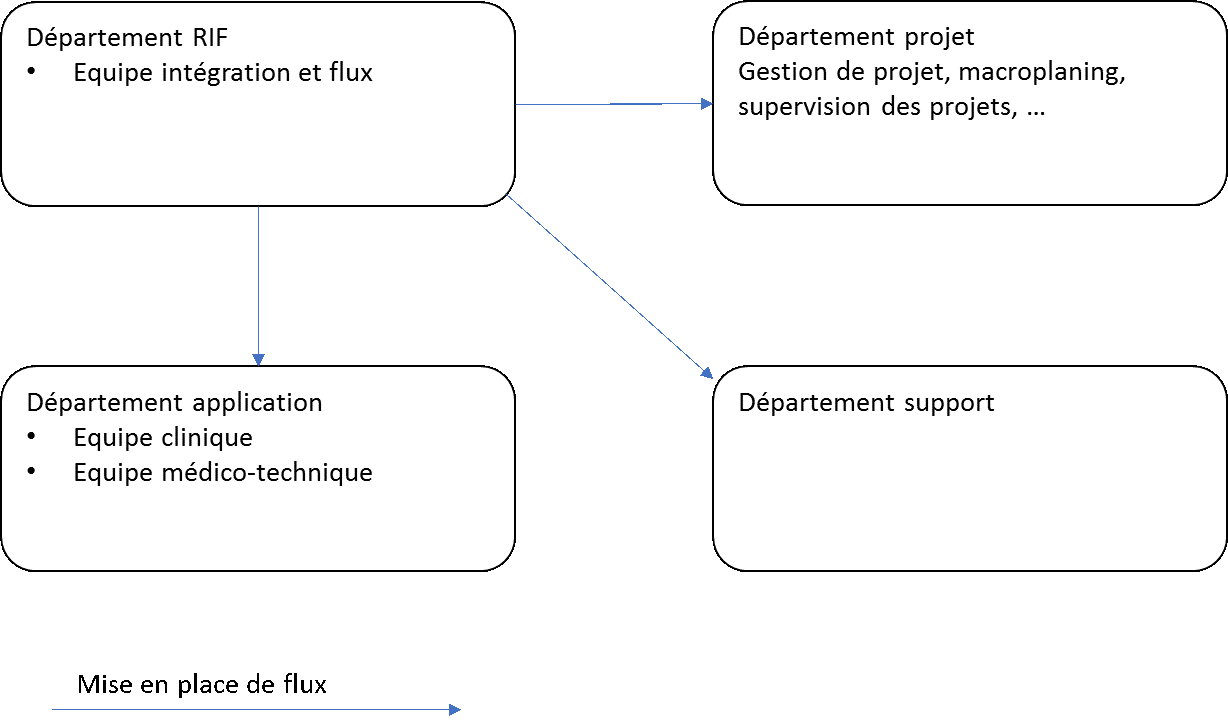 Département RIF
• Equipe intégration et flux
Département projet
Gestion de projet, macroplaning,
supervision des projets, …
Département application
• Equipe clinique
• Equipe médico-technique
Département support
Mise en place de flux